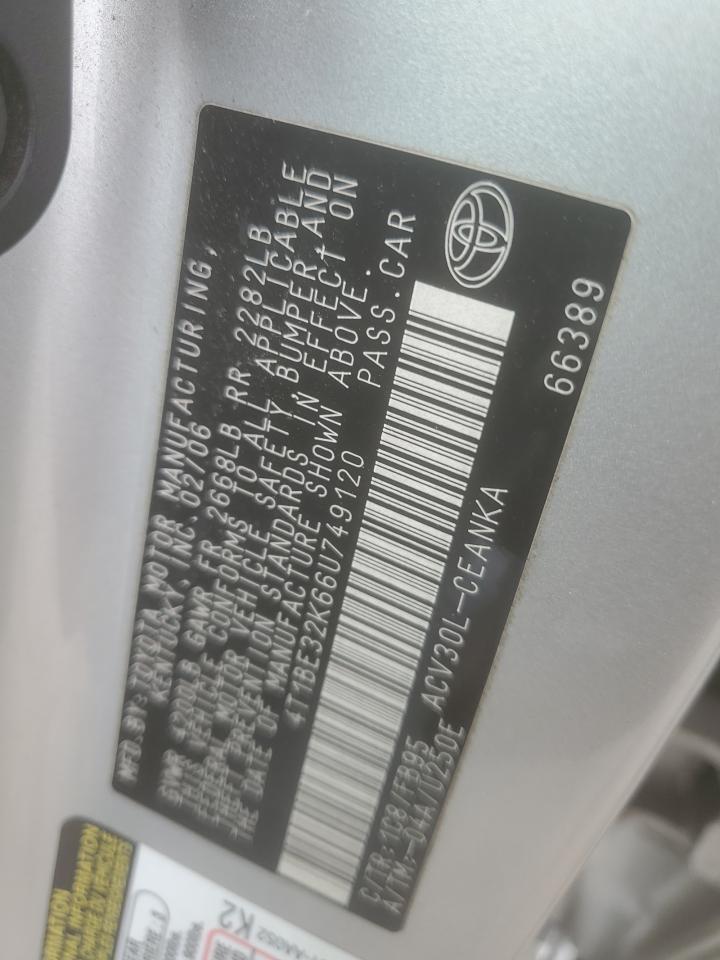 MFD.BY: TOYOTA MOTOR MANUFACTURING,
KENTUCKY, INC. 02/06
GVWR 4200LB GAWR FR 2668LB RR 2282LB
THIS VEHICLE CONFORMS TO ALL APPLICABLE
FEDERAL MOTOR VEHICLE SAFETY, BUMPER, AND
THEFT PREVENTION STANDARDS IN EFFECT ON
THE DATE OF MANUFACTURE SHOWN ABOVE.
4T1BE32K66U749120 PASS.CAR
C/TR: 1C8/FB95 ACV30L-CEANKA
A/TM: -04A/U250E
66389
K2